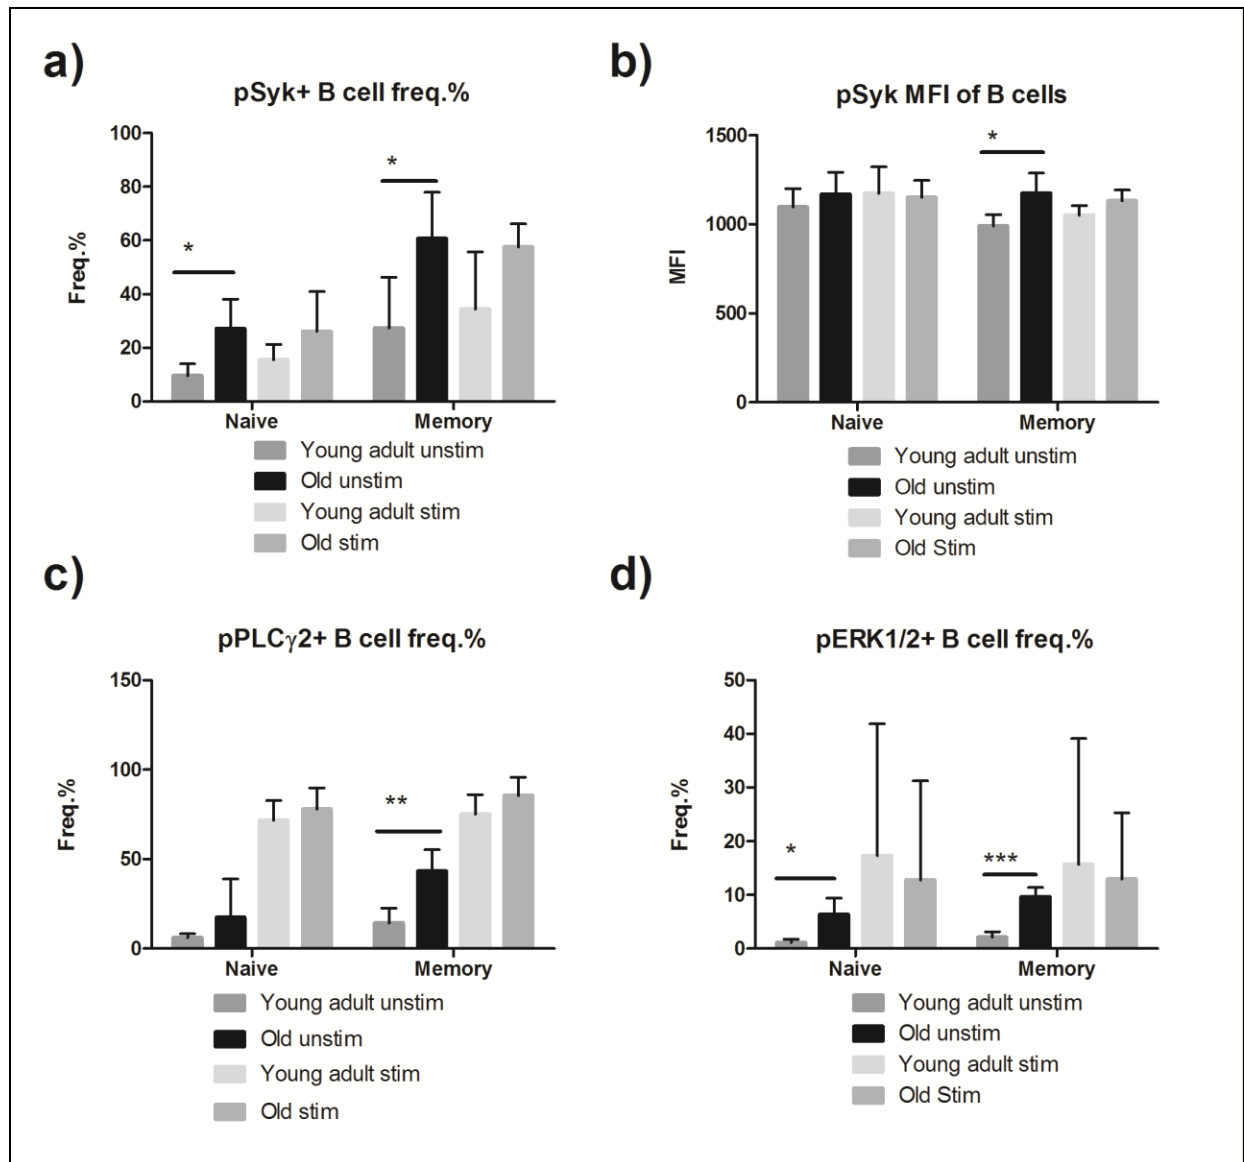 a)
pSyk+ B cell freq.%
100
80
60
40
20
0
Freq.%
*
*
Naive
Memory
Young adult unstim
Old unstim
Young adult stim
Old stim
b)
pSyk MFI of B cells
1500
1000
500
0
MFI
*
Naive
Memory
Young adult unstim
Old unstim
Young adult stim
Old Stim
c)
pPLCγ2+ B cell freq.%
150
100
50
0
Freq.%
**
Naive
Memory
Young adult unstim
Old unstim
Young adult stim
Old stim
d)
pERK1/2+ B cell freq.%
50
40
30
20
10
0
Freq.%
*
***
Naive
Memory
Young adult unstim
Old unstim
Young adult stim
Old Stim